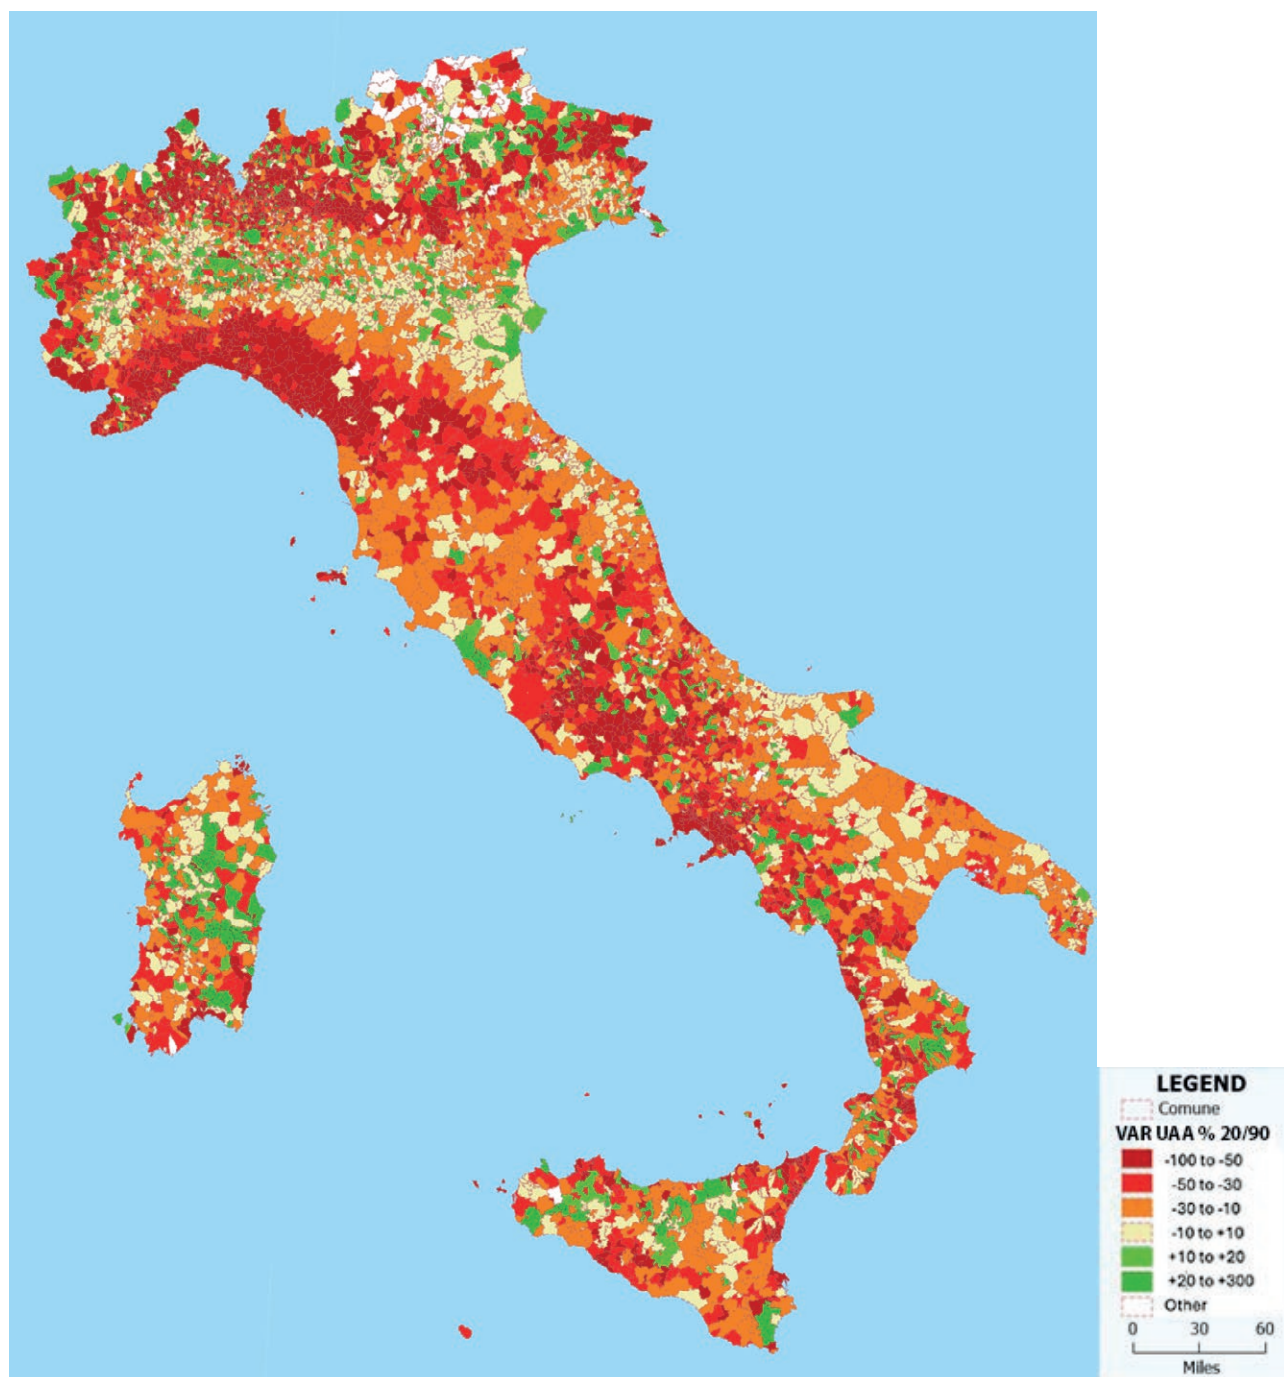 LEGEND
Comune
VAR UAA % 20/90
-100 to -50
-50 to -30
-30 to -10
-10 to +10
+10 to +20
+20 to +300
Other
0 30 60
Miles